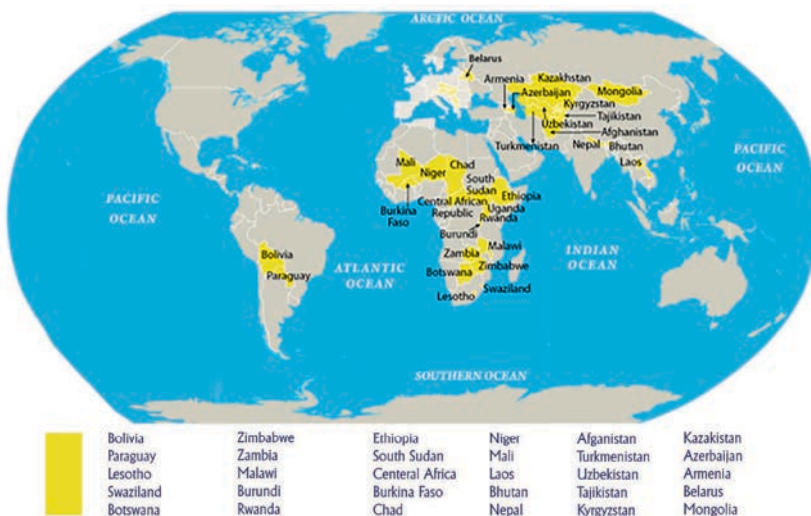 ARCTIC OCEAN
Belarus
Armenia
Kazakhstan
Azerbaijan
Mongolia
Kyrgyzstan
Tajikistan
Uzbekistan
Afghanistan
Turkmenistan
Nepal
Bhutan
Laos
PACIFIC
OCEAN
Mali
Niger
Chad
South
Sudan
Ethiopia
Central African
Republic
Uganda
Rwanda
Burkina
Faso
Burundi
PACIFIC
OCEAN
Bolivia
Paraguay
ATLANTIC
OCEAN
Zambia
Malawi
Botswana
Zimbabwe
Lesotho
Swaziland
INDIAN
OCEAN
SOUTHERN OCEAN
Bolivia Zimbabwe Ethiopia Niger Afganistan Kazakistan
Paraguay Zambia South Sudan Mali Turkmenistan Azerbaijan
Lesotho Malawi Centeral Africa Laos Uzbekistan Armenia
Swaziland Burundi Burkina Faso Bhutan Tajikistan Belarus
Botswana Rwanda Chad Nepal Kyrgyzstan Mongolia